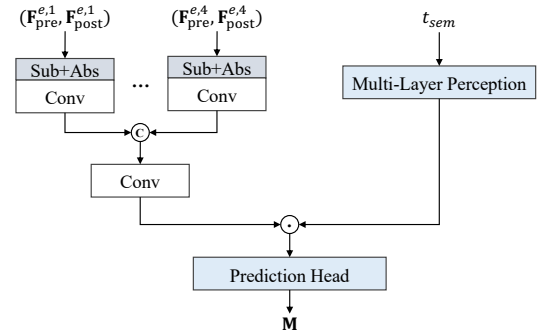 (F_pre^{e,1}, F_post^{e,1}) (F_pre^{e,4}, F_post^{e,4}) t_sem
Sub+Abs ... Sub+Abs Multi-Layer Perception
Conv Conv
C
Conv
·
Prediction Head
M